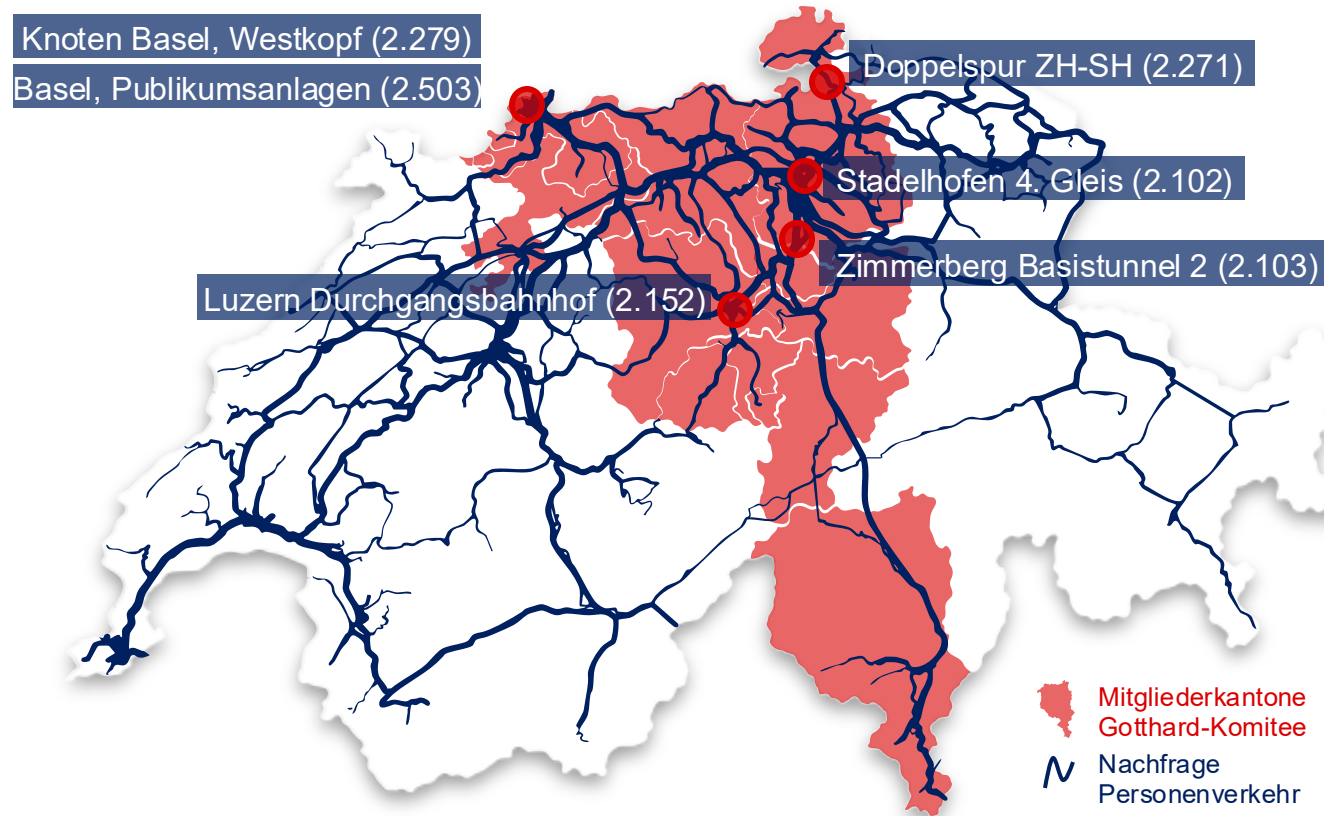 Knoten Basel, Westkopf (2.279)
Basel, Publikumsanlagen (2.503)
Doppelspur ZH-SH (2.271)
Stadelhofen 4. Gleis (2.102)
Zimmerberg Basistunnel 2 (2.103)
Luzern Durchgangsbahnhof (2.152)
Mitgliederkantone
Gotthard-Komitee
Nachfrage
Personenverkehr